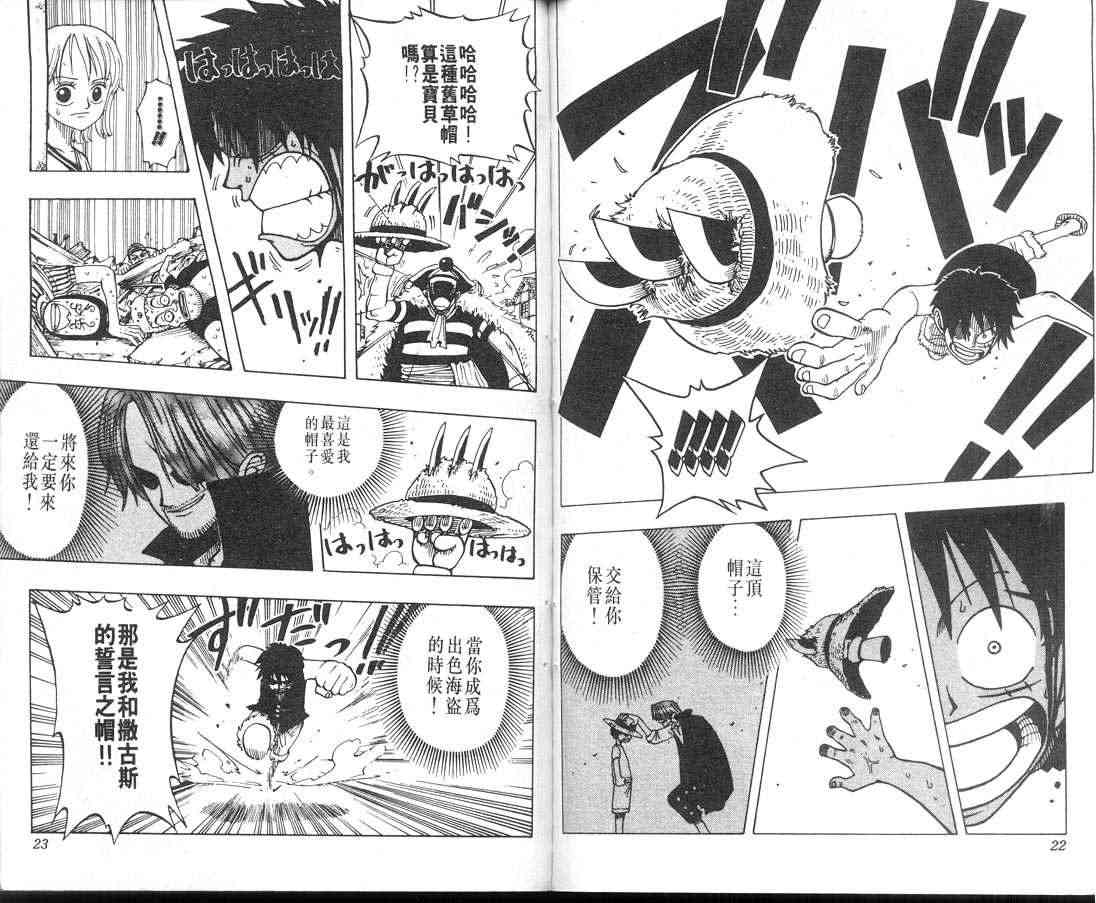 !!!!
這頂
帽子…
交給你
保管！
22
哈哈哈哈！
這種舊草帽
算是寶貝
嗎!?
がっはっはっはっ
バンッ!!
はっはっはっはっ
……!!
這是我
最喜愛
的帽子。
はっはっ
はっはっ
將來你
一定要來
還給我！
當你成爲
出色海盜
的時候！
ずだっ!!
那是我和撒古斯
的誓言之帽!!
23